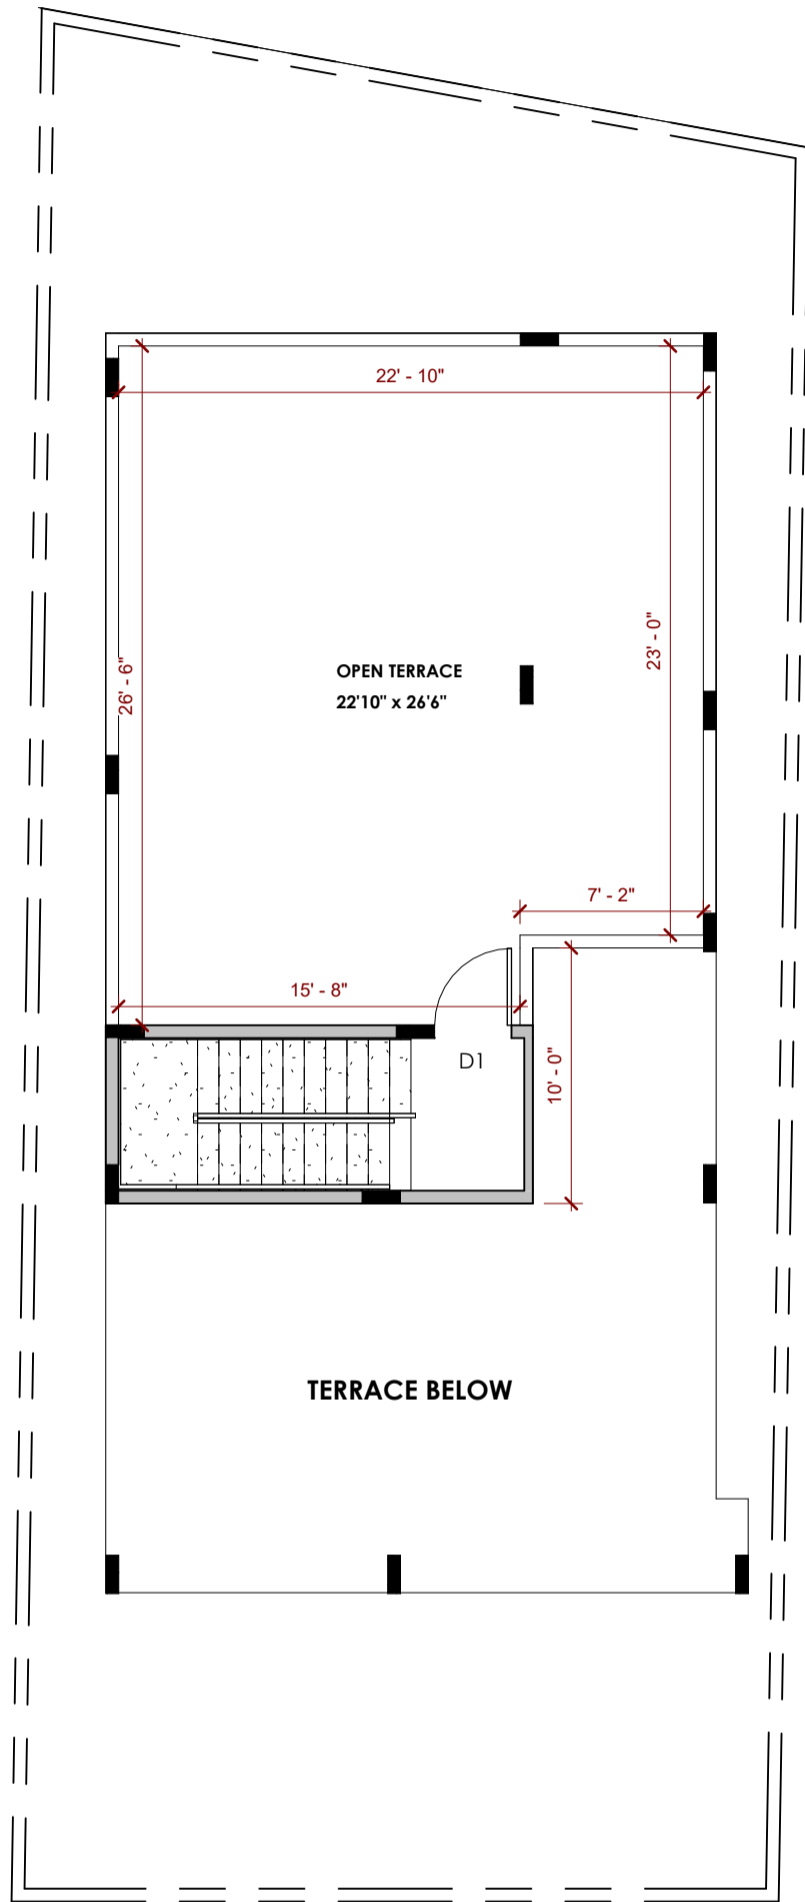 22' - 10"
23' - 0"
26' - 6"
OPEN TERRACE
22'10" x 26'6"
7' - 2"
15' - 8"
D1
10' - 0"
TERRACE BELOW